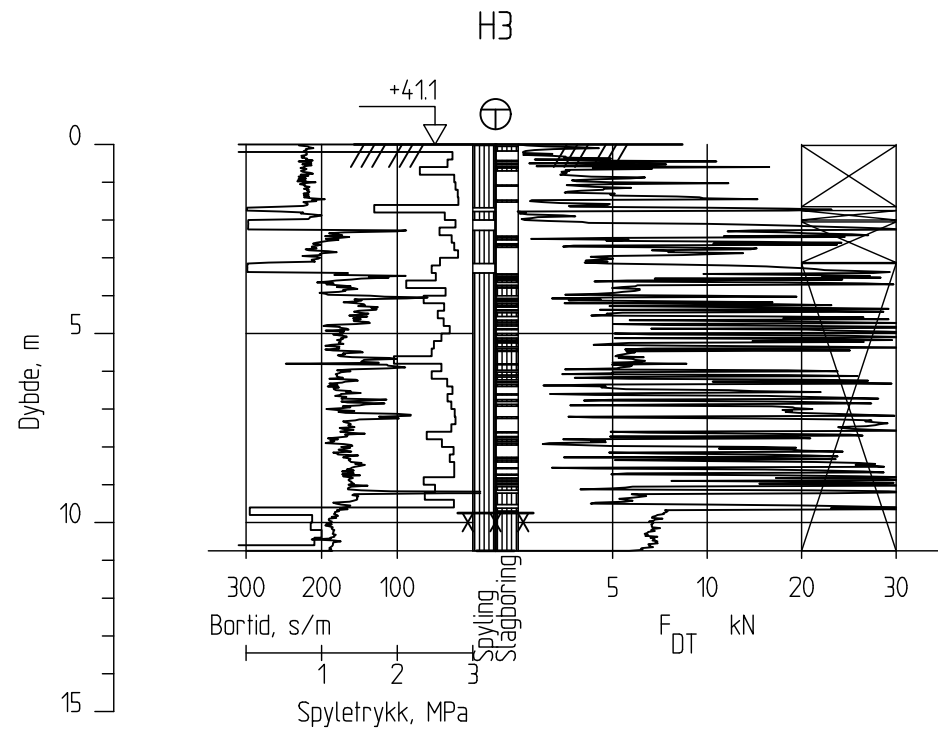 H3
+41.1
0
5
10
15
Dybde, m
300 200 100 5 10 20 30
Bortid, s/m
Spyling
Slagboring
F DT kN
1 2 3
Spyletrykk, MPa